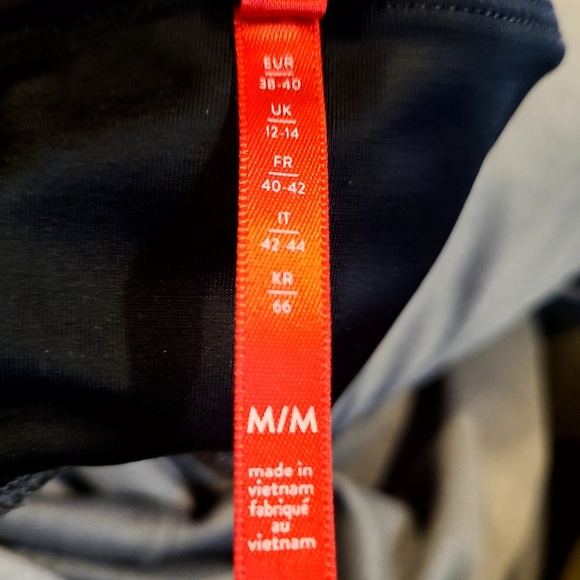 EUR
38-40
UK
12-14
FR
40-42
IT
42-44
KR
66
M/M
made in
vietnam
fabriqué
au
vietnam